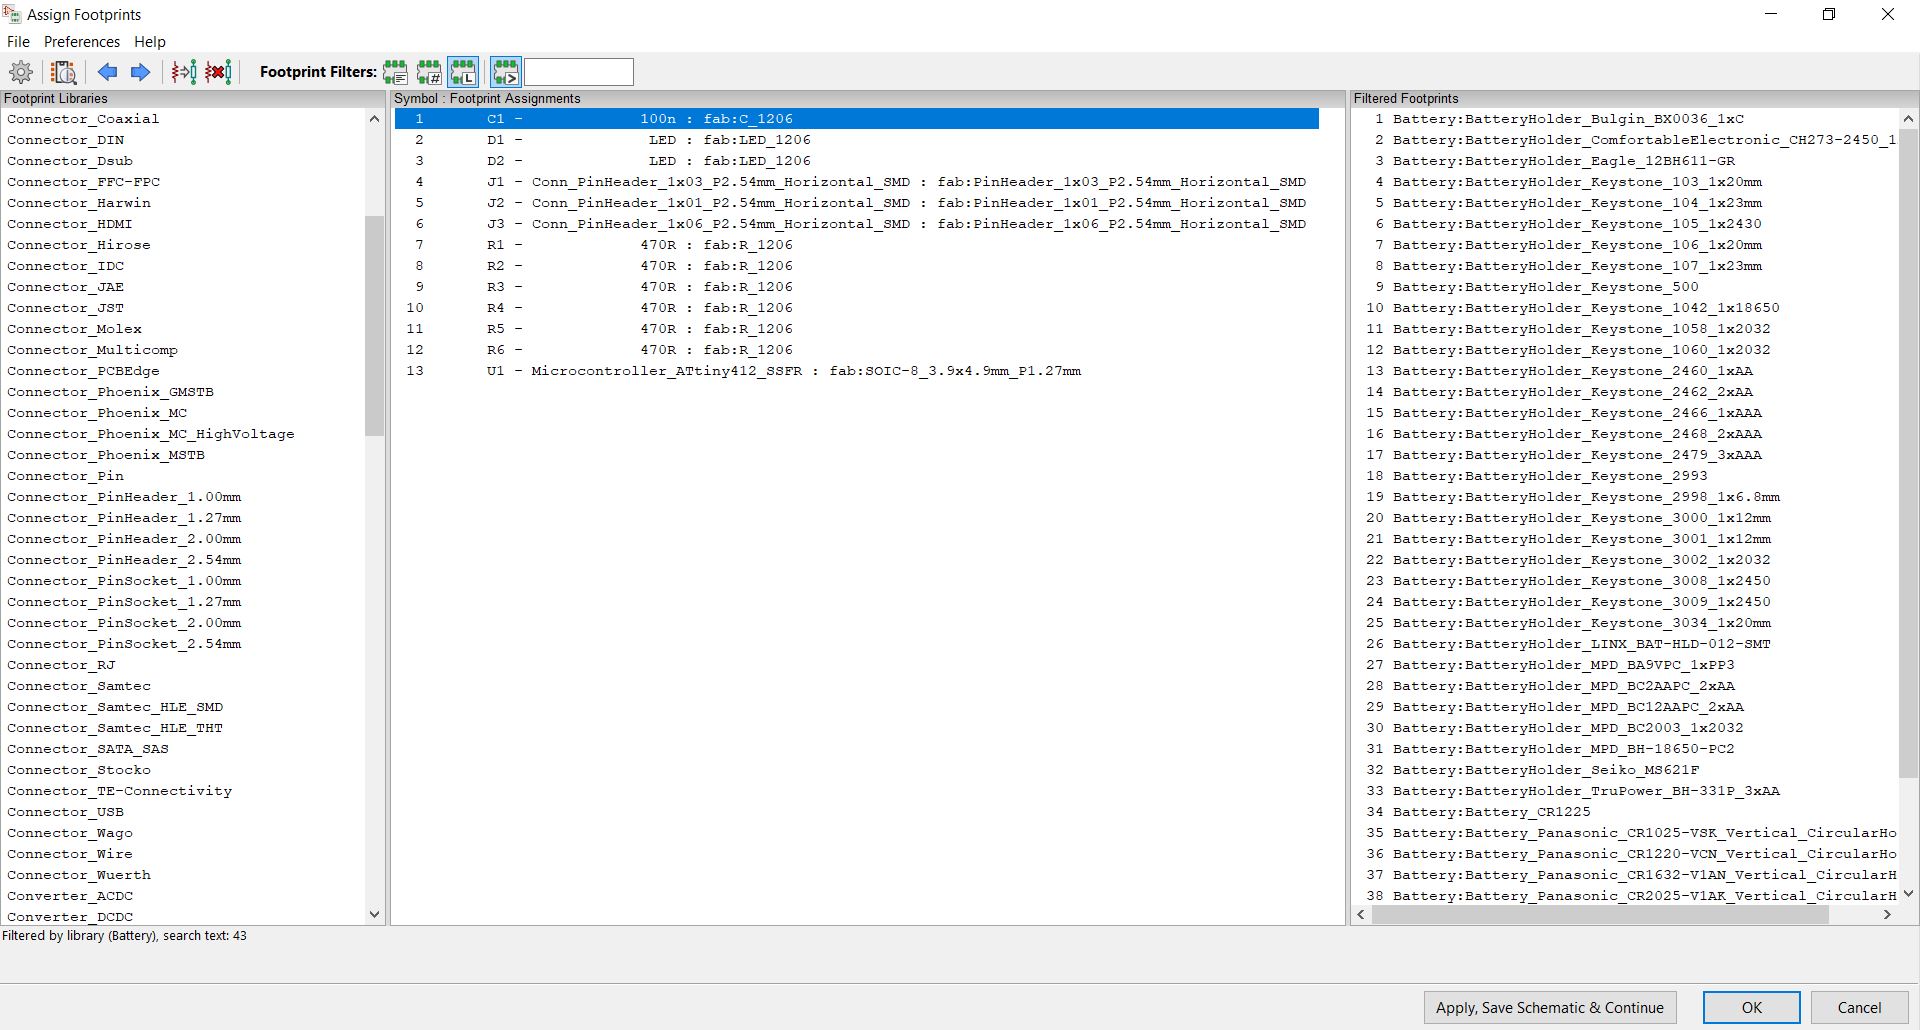 Assign Footprints
File Preferences Help
Footprint Filters:
Footprint Libraries
Connector_Coaxial
Connector_DIN
Connector_Dsub
Connector_FFC-FPC
Connector_Harwin
Connector_HDMI
Connector_Hirose
Connector_IDC
Connector_JAE
Connector_JST
Connector_Molex
Connector_Multicomp
Connector_PCBEdge
Connector_Phoenix_GMSTB
Connector_Phoenix_MC
Connector_Phoenix_MC_HighVoltage
Connector_Phoenix_MSTB
Connector_Pin
Connector_PinHeader_1.00mm
Connector_PinHeader_1.27mm
Connector_PinHeader_2.00mm
Connector_PinHeader_2.54mm
Connector_PinSocket_1.00mm
Connector_PinSocket_1.27mm
Connector_PinSocket_2.00mm
Connector_PinSocket_2.54mm
Connector_RJ
Connector_Samtec
Connector_Samtec_HLE_SMD
Connector_Samtec_HLE_THT
Connector_SATA_SAS
Connector_Stocko
Connector_TE-Connectivity
Connector_USB
Connector_Wago
Connector_Wire
Connector_Wuerth
Converter_ACDC
Converter_DCDC
Symbol : Footprint Assignments
1 C1 - 100n : fab:C_1206
2 D1 - LED : fab:LED_1206
3 D2 - LED : fab:LED_1206
4 J1 - Conn_PinHeader_1x03_P2.54mm_Horizontal_SMD : fab:PinHeader_1x03_P2.54mm_Horizontal_SMD
5 J2 - Conn_PinHeader_1x01_P2.54mm_Horizontal_SMD : fab:PinHeader_1x01_P2.54mm_Horizontal_SMD
6 J3 - Conn_PinHeader_1x06_P2.54mm_Horizontal_SMD : fab:PinHeader_1x06_P2.54mm_Horizontal_SMD
7 R1 - 470R : fab:R_1206
8 R2 - 470R : fab:R_1206
9 R3 - 470R : fab:R_1206
10 R4 - 470R : fab:R_1206
11 R5 - 470R : fab:R_1206
12 R6 - 470R : fab:R_1206
13 U1 - Microcontroller_ATtiny412_SSFR : fab:SOIC-8_3.9x4.9mm_P1.27mm
Filtered Footprints
1 Battery:BatteryHolder_Bulgin_BX0036_1xC
2 Battery:BatteryHolder_ComfortableElectronic_CH273-2450_1
3 Battery:BatteryHolder_Eagle_12BH611-GR
4 Battery:BatteryHolder_Keystone_103_1x20mm
5 Battery:BatteryHolder_Keystone_104_1x23mm
6 Battery:BatteryHolder_Keystone_105_1x2430
7 Battery:BatteryHolder_Keystone_106_1x20mm
8 Battery:BatteryHolder_Keystone_107_1x23mm
9 Battery:BatteryHolder_Keystone_500
10 Battery:BatteryHolder_Keystone_1042_1x18650
11 Battery:BatteryHolder_Keystone_1058_1x2032
12 Battery:BatteryHolder_Keystone_1060_1x2032
13 Battery:BatteryHolder_Keystone_2460_1xAA
14 Battery:BatteryHolder_Keystone_2462_2xAA
15 Battery:BatteryHolder_Keystone_2466_1xAAA
16 Battery:BatteryHolder_Keystone_2468_2xAAA
17 Battery:BatteryHolder_Keystone_2479_3xAAA
18 Battery:BatteryHolder_Keystone_2993
19 Battery:BatteryHolder_Keystone_2998_1x6.8mm
20 Battery:BatteryHolder_Keystone_3000_1x12mm
21 Battery:BatteryHolder_Keystone_3001_1x12mm
22 Battery:BatteryHolder_Keystone_3002_1x2032
23 Battery:BatteryHolder_Keystone_3008_1x2450
24 Battery:BatteryHolder_Keystone_3009_1x2450
25 Battery:BatteryHolder_Keystone_3034_1x20mm
26 Battery:BatteryHolder_LINX_BAT-HLD-012-SMT
27 Battery:BatteryHolder_MPD_BA9VPC_1xPP3
28 Battery:BatteryHolder_MPD_BC2AAPC_2xAA
29 Battery:BatteryHolder_MPD_BC12AAPC_2xAA
30 Battery:BatteryHolder_MPD_BC2003_1x2032
31 Battery:BatteryHolder_MPD_BH-18650-PC2
32 Battery:BatteryHolder_Seiko_MS621F
33 Battery:BatteryHolder_TruPower_BH-331P_3xAA
34 Battery:Battery_CR1225
35 Battery:Battery_Panasonic_CR1025-VSK_Vertical_CircularHo
36 Battery:Battery_Panasonic_CR1220-VCN_Vertical_CircularHo
37 Battery:Battery_Panasonic_CR1632-V1AN_Vertical_CircularH
38 Battery:Battery_Panasonic_CR2025-V1AK_Vertical_CircularH
Filtered by library (Battery), search text: 43
Apply, Save Schematic & Continue OK Cancel